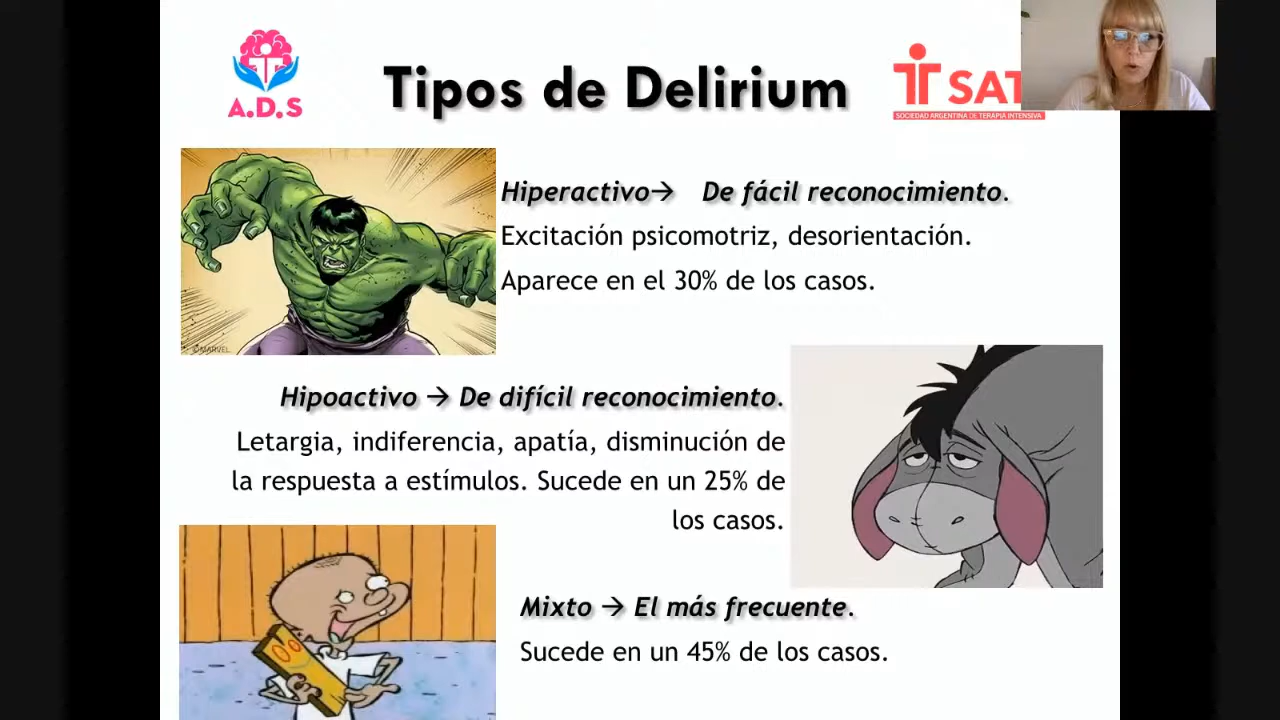 A.D.S
Tipos de Delirium
SAT
SOCIEDAD ARGENTINA DE TERAPIA INTENSIVA
©MARVEL
Hiperactivo→ De fácil reconocimiento.
Excitación psicomotriz, desorientación.
Aparece en el 30% de los casos.
Hipoactivo → De difícil reconocimiento.
Letargia, indiferencia, apatía, disminución de
la respuesta a estímulos. Sucede en un 25% de
los casos.
Mixto → El más frecuente.
Sucede en un 45% de los casos.